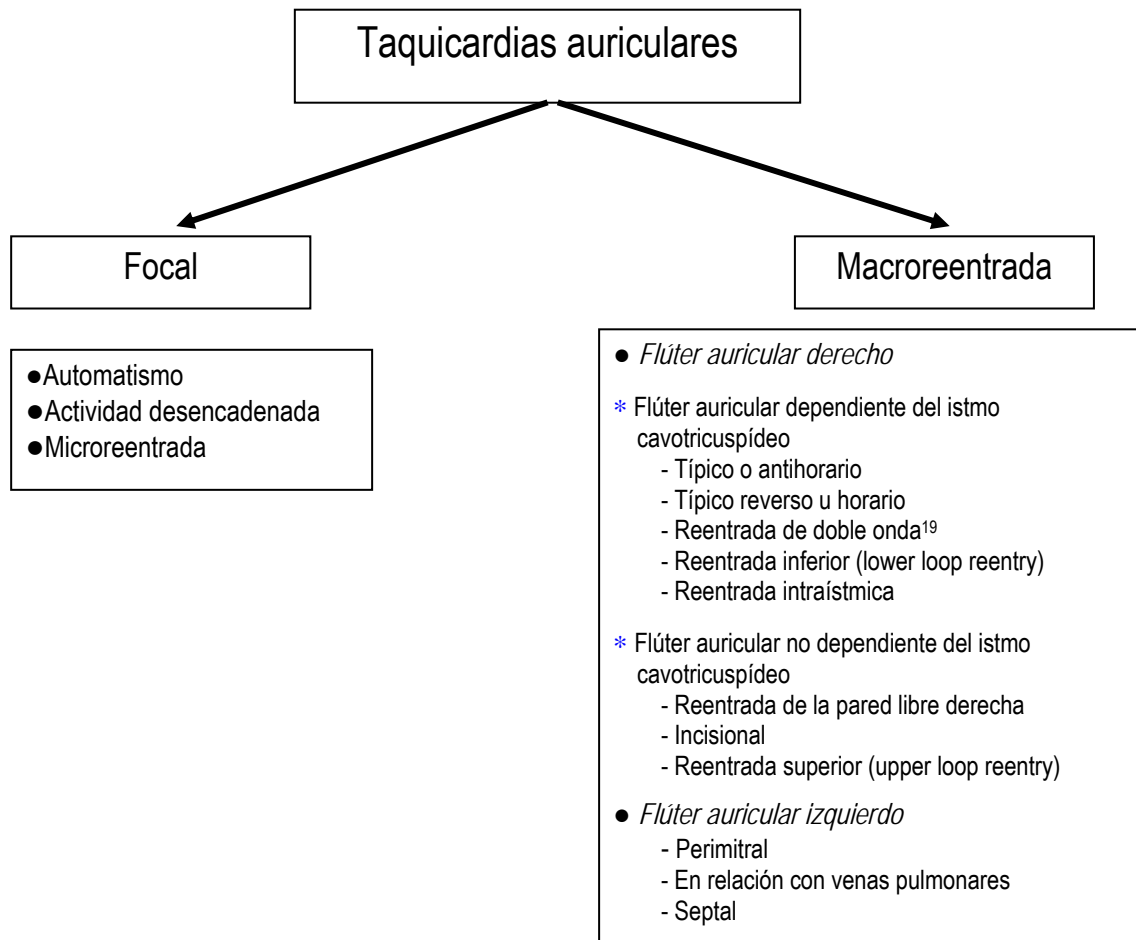 Taquicardias auriculares
Focal
Macroreentrada
●Automatismo
●Actividad desencadenada
●Microreentrada
● Flúter auricular derecho
* Flúter auricular dependiente del istmo
cavotricuspídeo
- Típico o antihorario
- Típico reverso u horario
- Reentrada de doble onda¹⁹
- Reentrada inferior (lower loop reentry)
- Reentrada intraístmica
* Flúter auricular no dependiente del istmo
cavotricuspídeo
- Reentrada de la pared libre derecha
- Incisional
- Reentrada superior (upper loop reentry)
● Flúter auricular izquierdo
- Perimitral
- En relación con venas pulmonares
- Septal